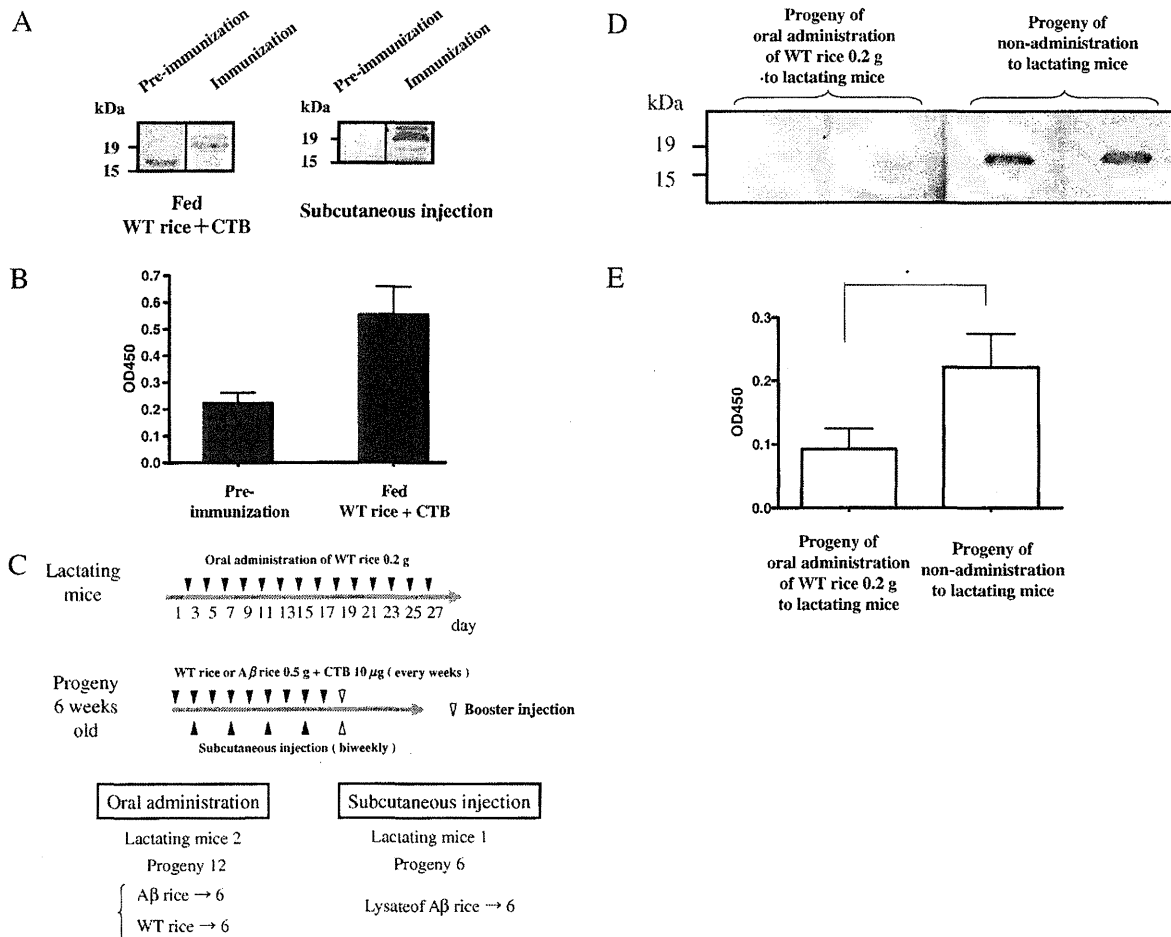 A
Pre-immunization
Immunization
Pre-immunization
Immunization
kDa
19
15
kDa
19
15
Fed
WT rice+CTB
Subcutaneous injection
B
0.7
0.6
0.5
0.4
0.3
0.2
0.1
0.0
OD450
Pre-
immunization
Fed
WT rice + CTB
C
Lactating
mice
Oral administration of WT rice 0.2 g
1 3 5 7 9 11 13 15 17 19 21 23 25 27
day
Progeny
6 weeks
old
WT rice or Aβ rice 0.5 g + CTB 10 μg ( every weeks )
Booster injection
Subcutaneous injection ( biweekly )
Oral administration
Lactating mice 2
Progeny 12
Aβ rice → 6
WT rice → 6
Subcutaneous injection
Lactating mice 1
Progeny 6
Lysateof Aβ rice → 6
D
Progeny of
oral administration
of WT rice 0.2 g
to lactating mice
Progeny of
non-administration
to lactating mice
kDa
19
15
E
0.3
0.2
0.1
0.0
OD450
Progeny of
oral administration
of WT rice 0.2 g
to lactating mice
Progeny of
non-administration
to lactating mice